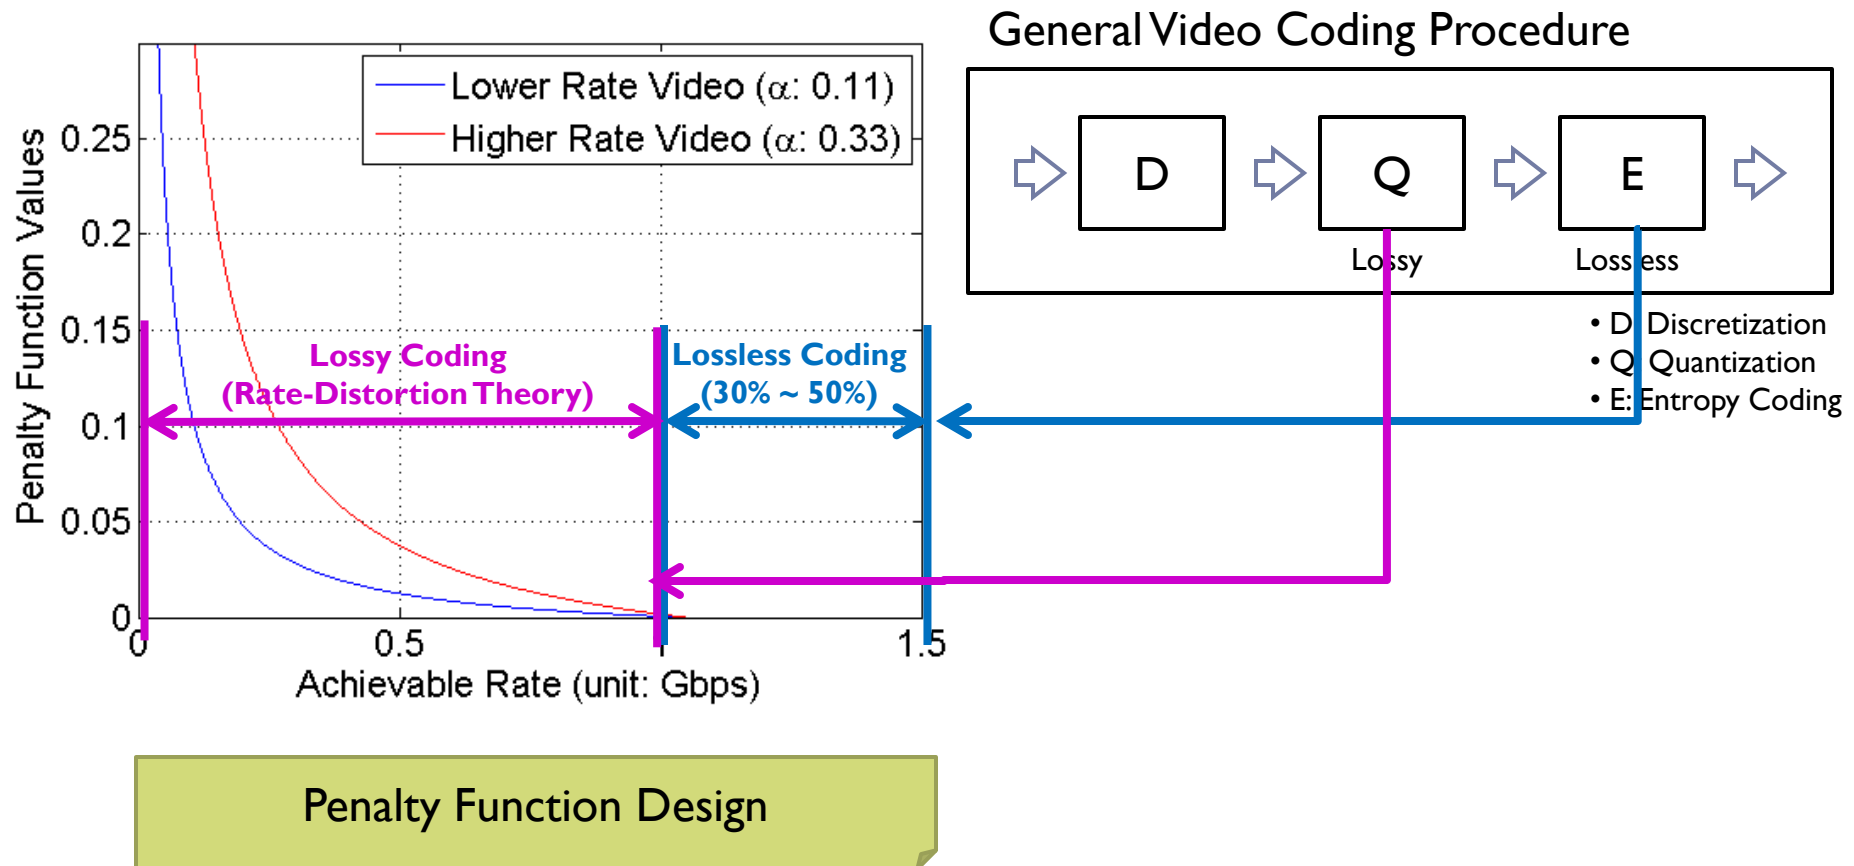 General Video Coding Procedure
D
Q
E
Lossy
Lossless
• D: Discretization
• Q: Quantization
• E: Entropy Coding
Lower Rate Video (α: 0.11)
Higher Rate Video (α: 0.33)
Penalty Function Values
0.25
0.2
0.15
0.1
0.05
0
Lossy Coding
(Rate-Distortion Theory)
Lossless Coding
(30% ~ 50%)
0
0.5
1.5
Achievable Rate (unit: Gbps)
Penalty Function Design